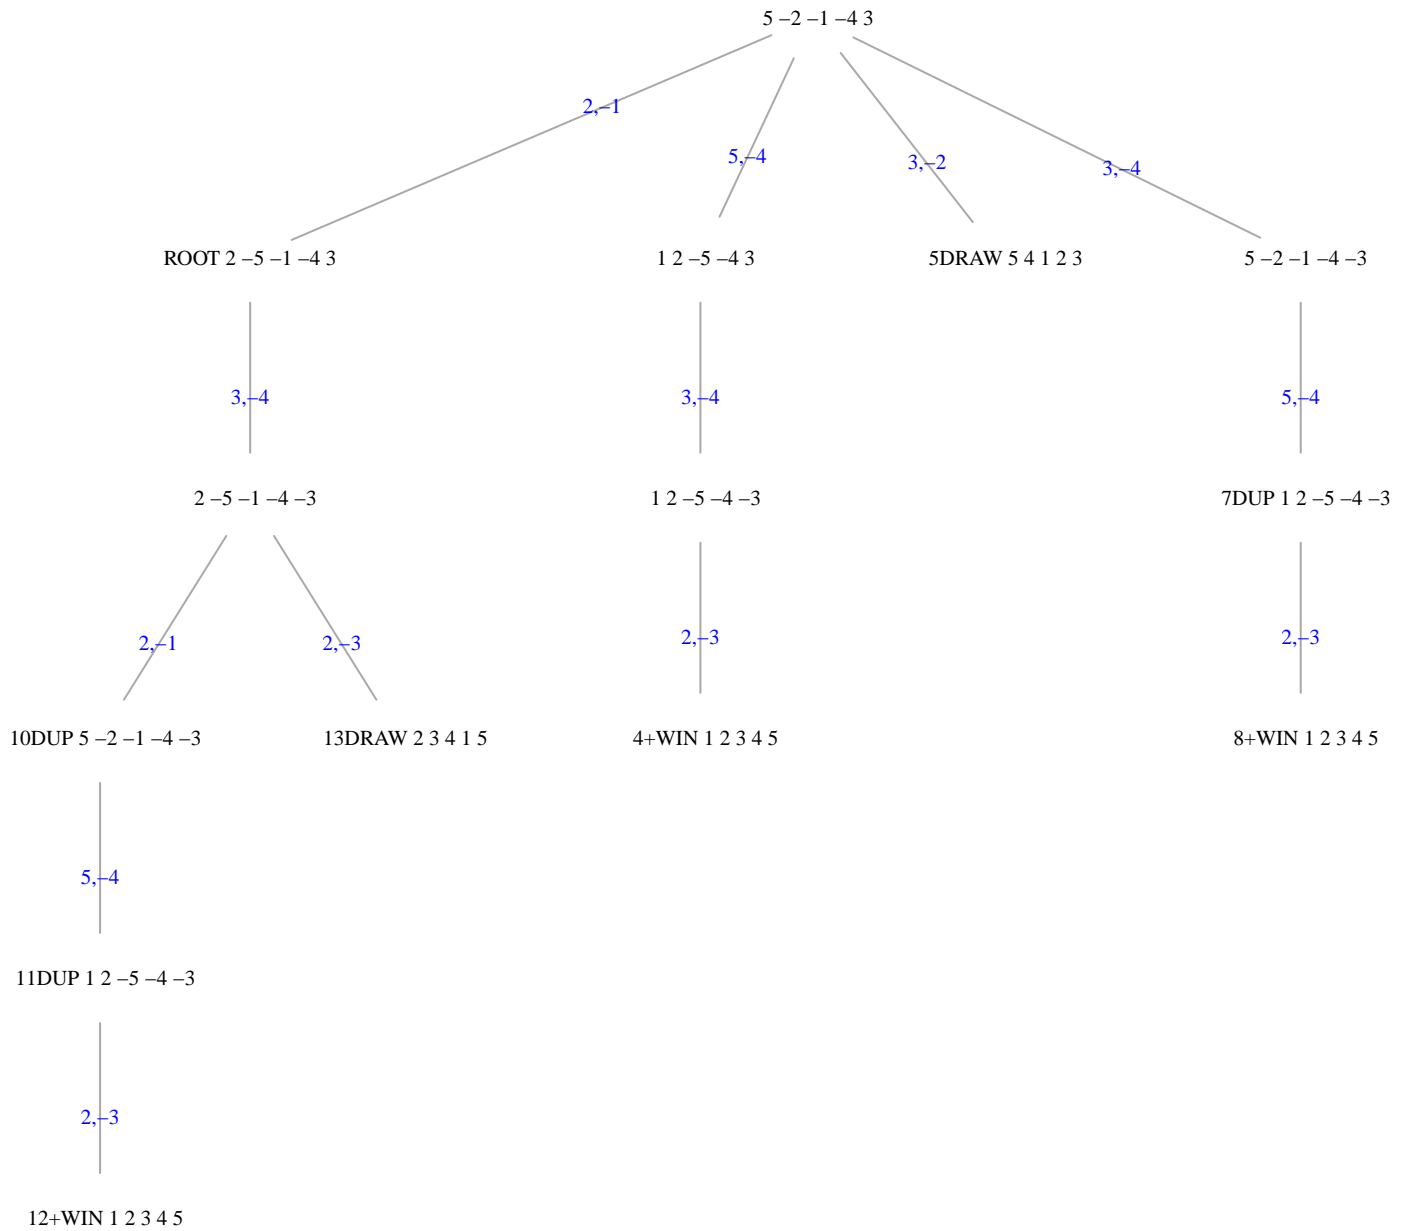 5 –2 –1 –4 3
2,–1
5,–4
3,–2
3,–4
ROOT 2 –5 –1 –4 3
1 2 –5 –4 3
5DRAW 5 4 1 2 3
5 –2 –1 –4 –3
3,–4
3,–4
5,–4
2 –5 –1 –4 –3
1 2 –5 –4 –3
7DUP 1 2 –5 –4 –3
2,–1
2,–3
2,–3
2,–3
10DUP 5 –2 –1 –4 –3
13DRAW 2 3 4 1 5
4+WIN 1 2 3 4 5
8+WIN 1 2 3 4 5
5,–4
11DUP 1 2 –5 –4 –3
2,–3
12+WIN 1 2 3 4 5